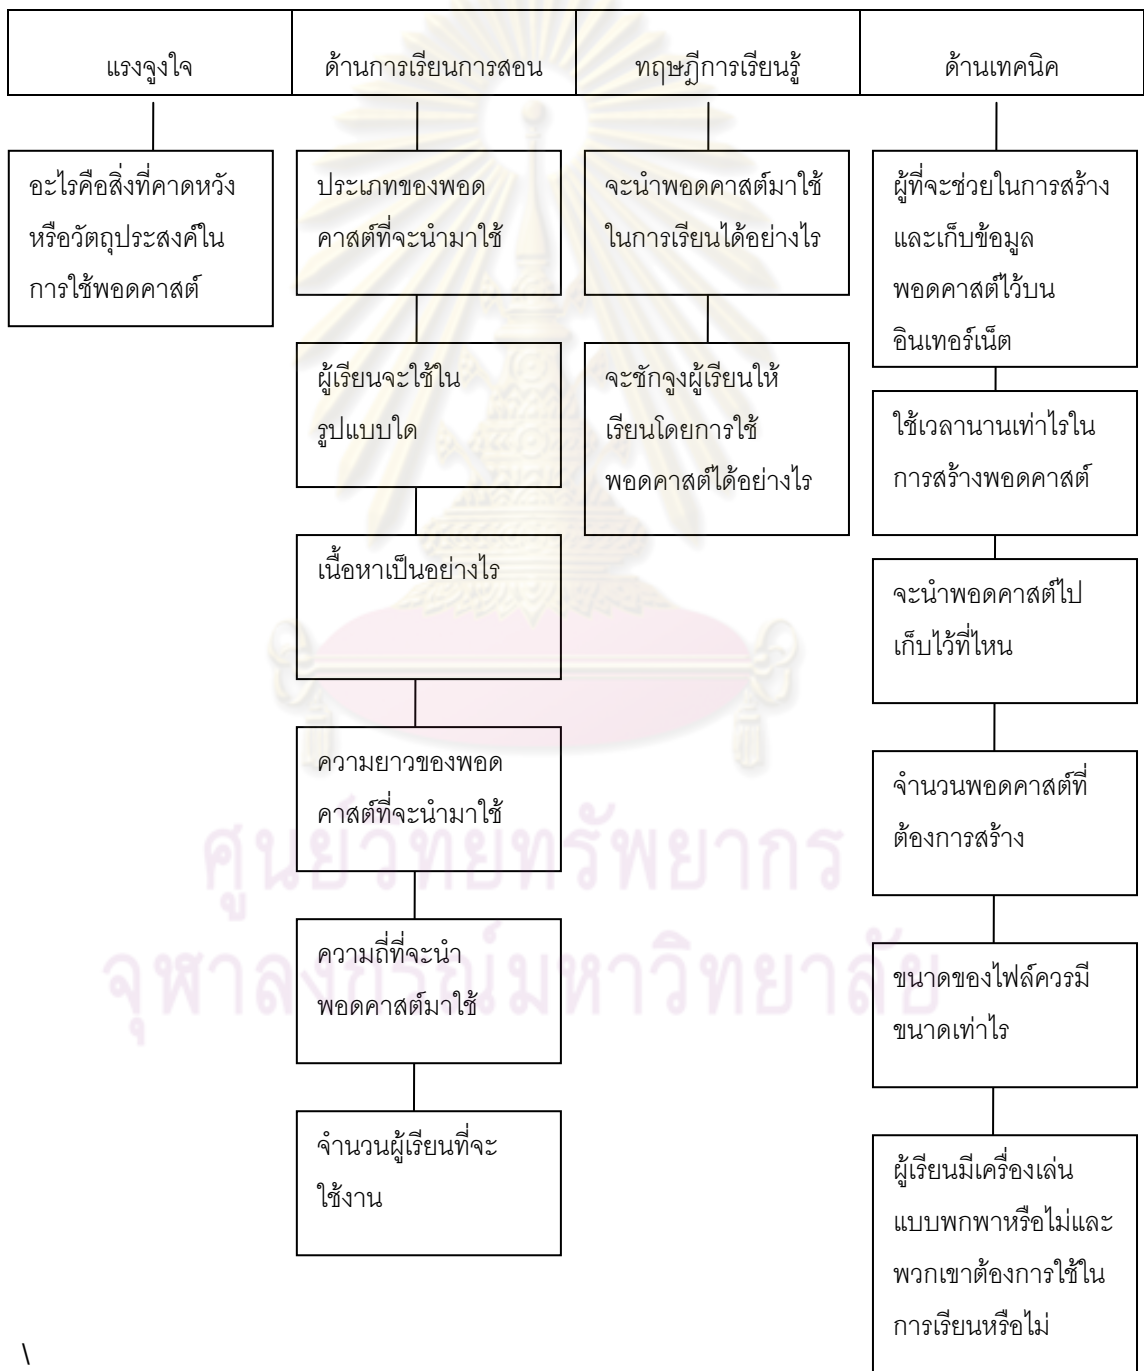 แรงจูงใจ
ด้านการเรียนการสอน
ทฤษฎีการเรียนรู้
ด้านเทคนิค
อะไรคือสิ่งที่คาดหวัง
หรือวัตถุประสงค์ใน
การใช้พอดคาสต์
ประเภทของพอด
คาสต์ที่จะนำมาใช้
ผู้เรียนจะใช้ใน
รูปแบบใด
เนื้อหาเป็นอย่างไร
ความยาวของพอด
คาสต์ที่จะนำมาใช้
ความถี่ที่จะนำ
พอดคาสต์มาใช้
จำนวนผู้เรียนที่จะ
ใช้งาน
จะนำพอดคาสต์มาใช้
ในการเรียนได้อย่างไร
จะชักจูงผู้เรียนให้
เรียนโดยการใช้
พอดคาสต์ได้อย่างไร
ผู้ที่จะช่วยในการสร้าง
และเก็บข้อมูล
พอดคาสต์ไว้บน
อินเทอร์เน็ต
ใช้เวลานานเท่าไรใน
การสร้างพอดคาสต์
จะนำพอดคาสต์ไป
เก็บไว้ที่ไหน
จำนวนพอดคาสต์ที่
ต้องการสร้าง
ขนาดของไฟล์ควรมี
ขนาดเท่าไร
ผู้เรียนมีเครื่องเล่น
แบบพกพาหรือไม่และ
พวกเขาต้องการใช้ใน
การเรียนหรือไม่
\
ศูนย์วิทยทรัพยากร
จุฬาลงกรณ์มหาวิทยาลัย